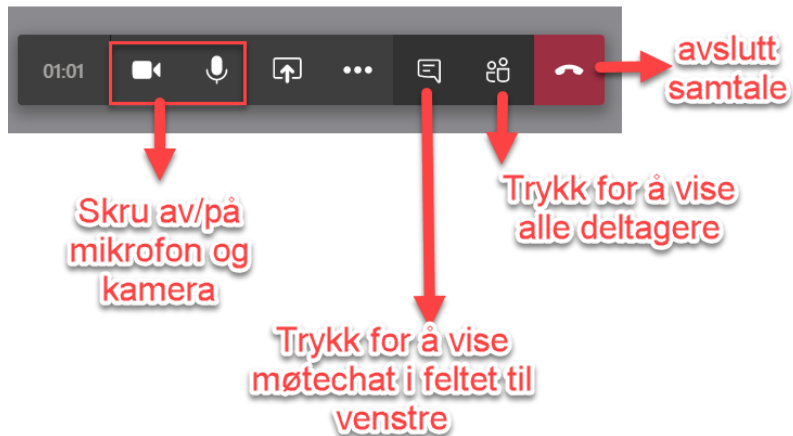 01:01
avslutt
samtale
Trykk for å vise
alle deltagere
Skru av/på
mikrofon og
kamera
Trykk for å vise
møtechat i feltet til
venstre